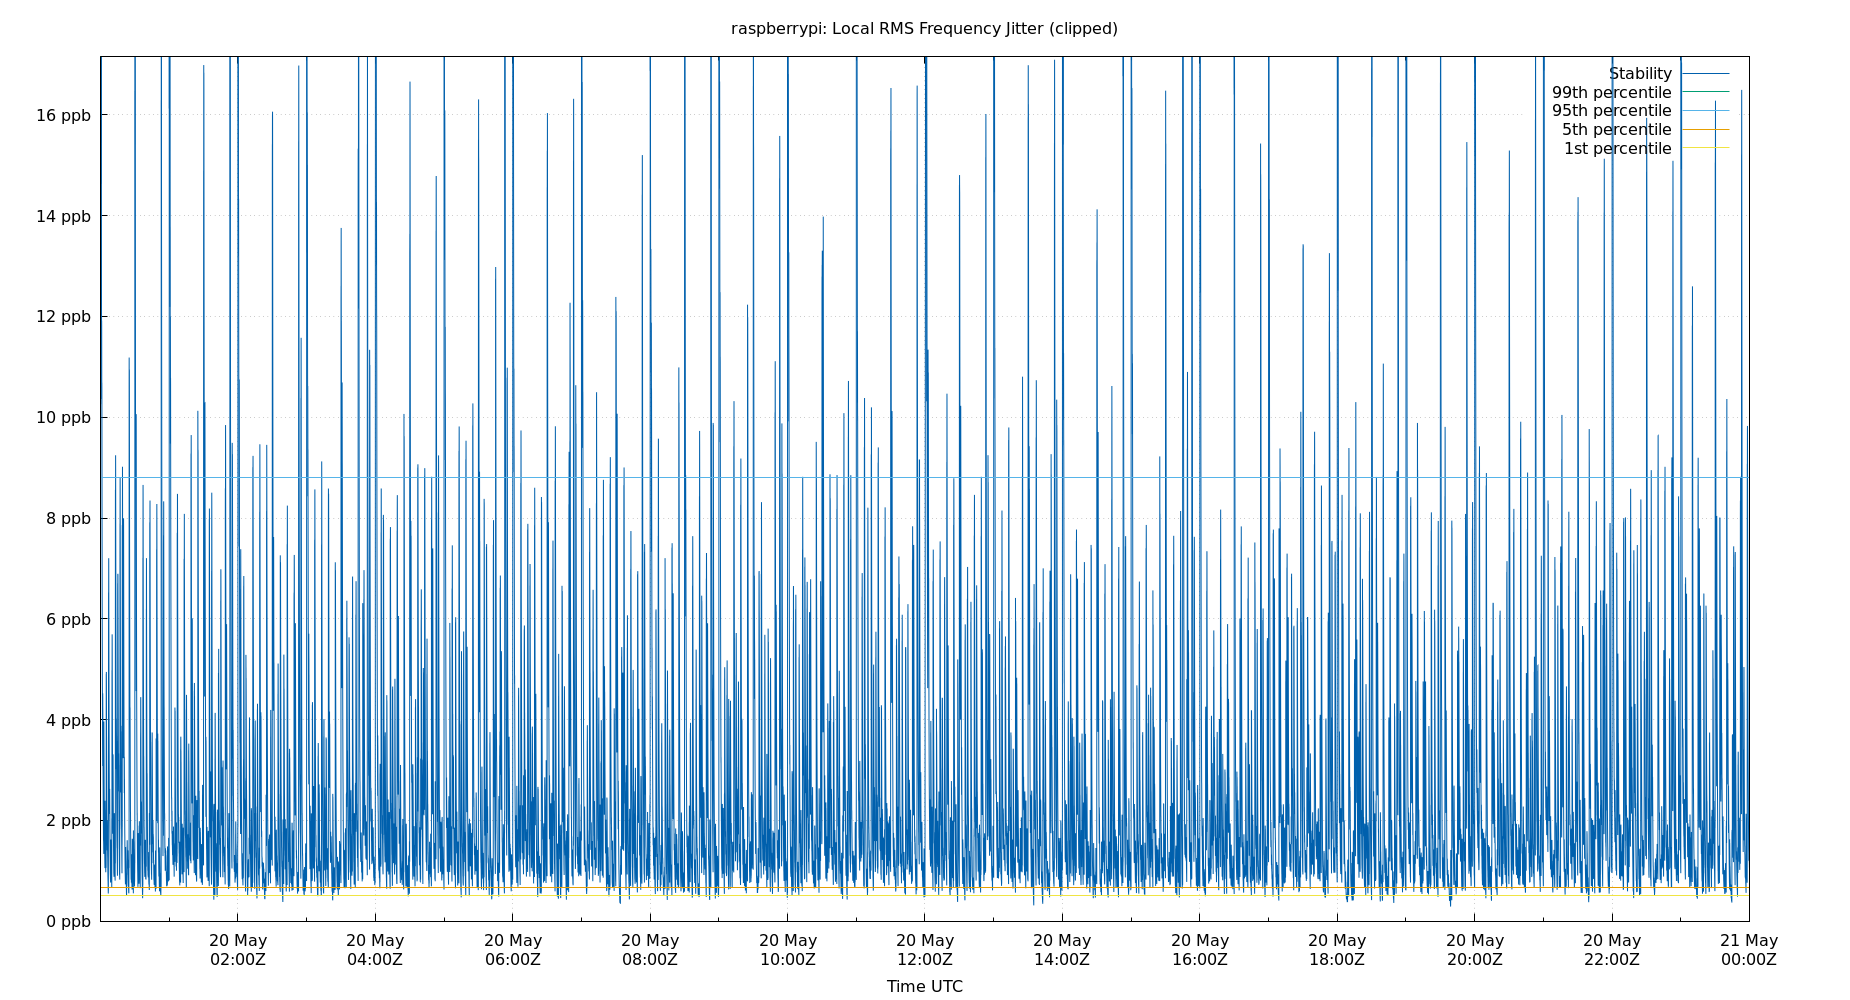 raspberrypi: Local RMS Frequency Jitter (clipped)
Stability
99th percentile
95th percentile
5th percentile
1st percentile
16 ppb
14 ppb
12 ppb
10 ppb
8 ppb
6 ppb
4 ppb
2 ppb
0 ppb
20 May 20 May 20 May 20 May 20 May 20 May 20 May 20 May 20 May 20 May 20 May 21 May
02:00Z 04:00Z 06:00Z 08:00Z 10:00Z 12:00Z 14:00Z 16:00Z 18:00Z 20:00Z 22:00Z 00:00Z
Time UTC